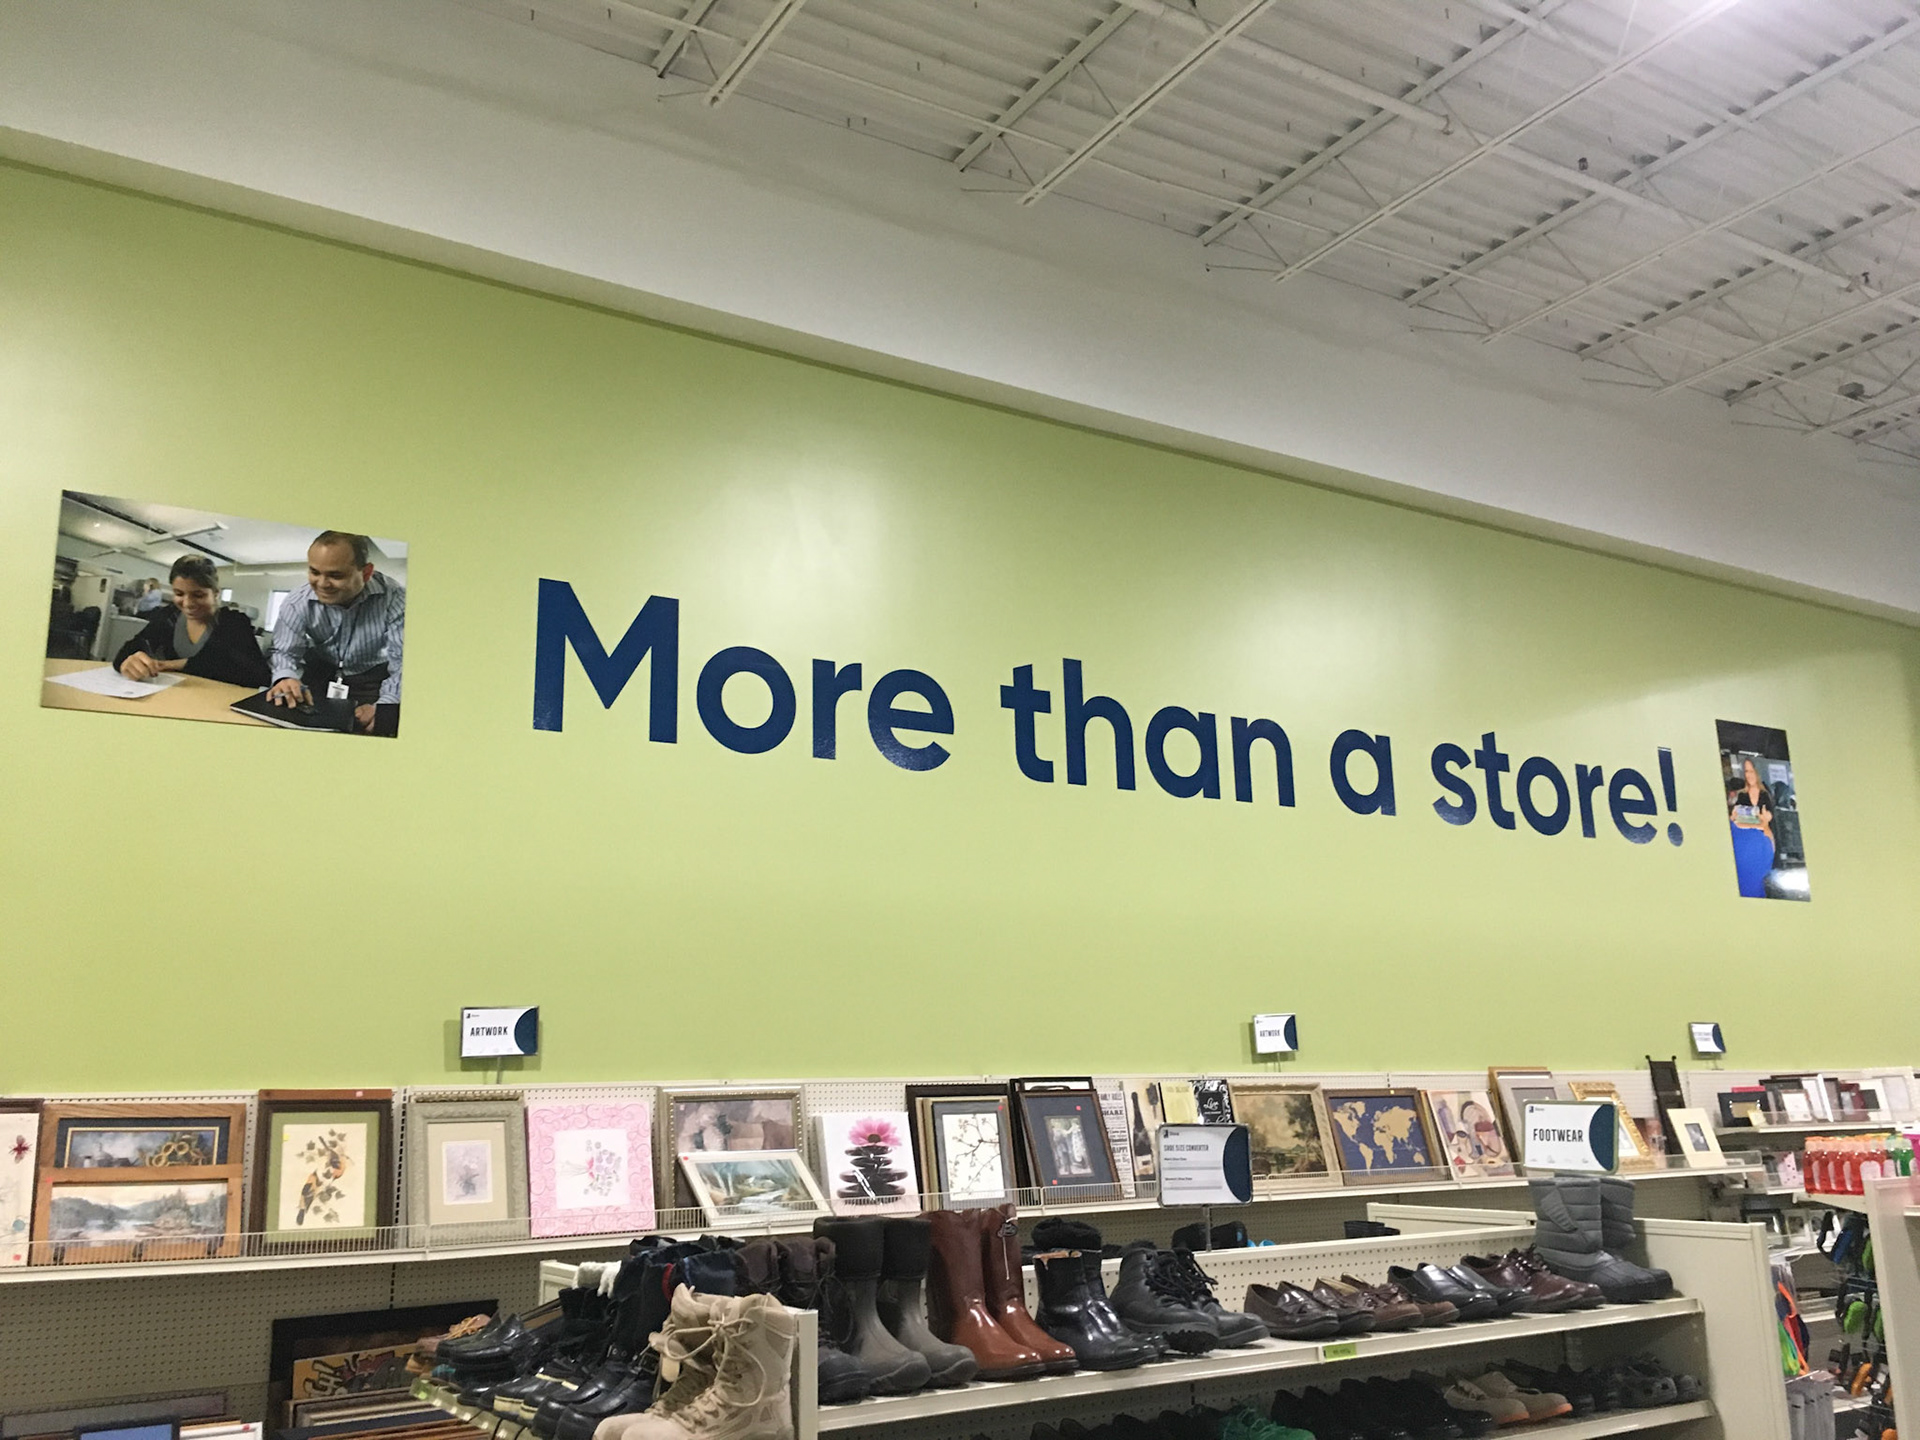 More than a store!
ARTWORK
ARTWORK
SHOE SIZE CONVERTER
FOOTWEAR